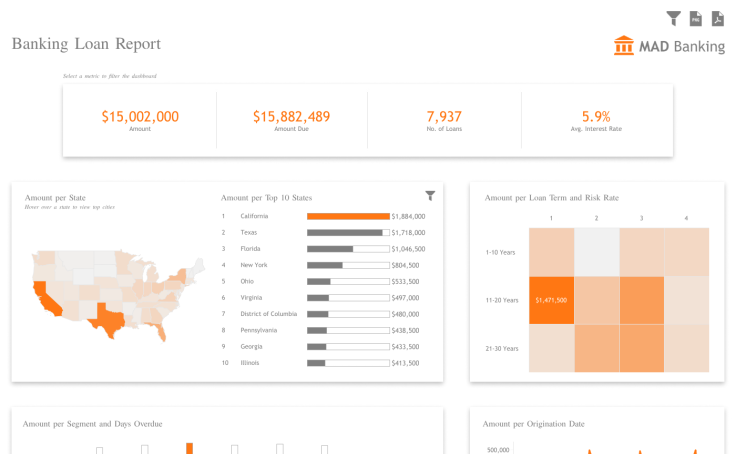 Banking Loan Report
MAD Banking
Select a metric to filter the dashboard
$15,002,000
Amount
$15,882,489
Amount Due
7,937
No. of Loans
5.9%
Avg. Interest Rate
Amount per State
Hover over a state to view top cities
Amount per Top 10 States
1 California $1,884,000
2 Texas $1,718,000
3 Florida $1,046,500
4 New York $804,500
5 Ohio $533,500
6 Virginia $497,000
7 District of Columbia $480,000
8 Pennsylvania $438,500
9 Georgia $433,500
10 Illinois $413,500
Amount per Loan Term and Risk Rate
1 2 3 4
1-10 Years
11-20 Years $1,471,500
21-30 Years
Amount per Segment and Days Overdue
Amount per Origination Date
500,000